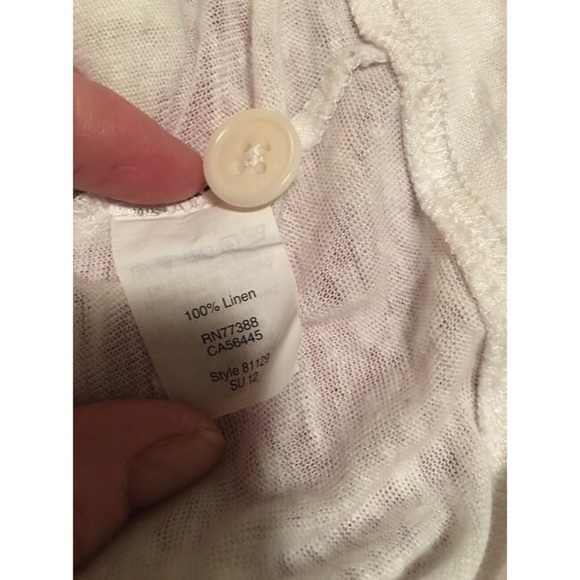 100% Linen
RN77388
CA56445
Style 81129
SU 12